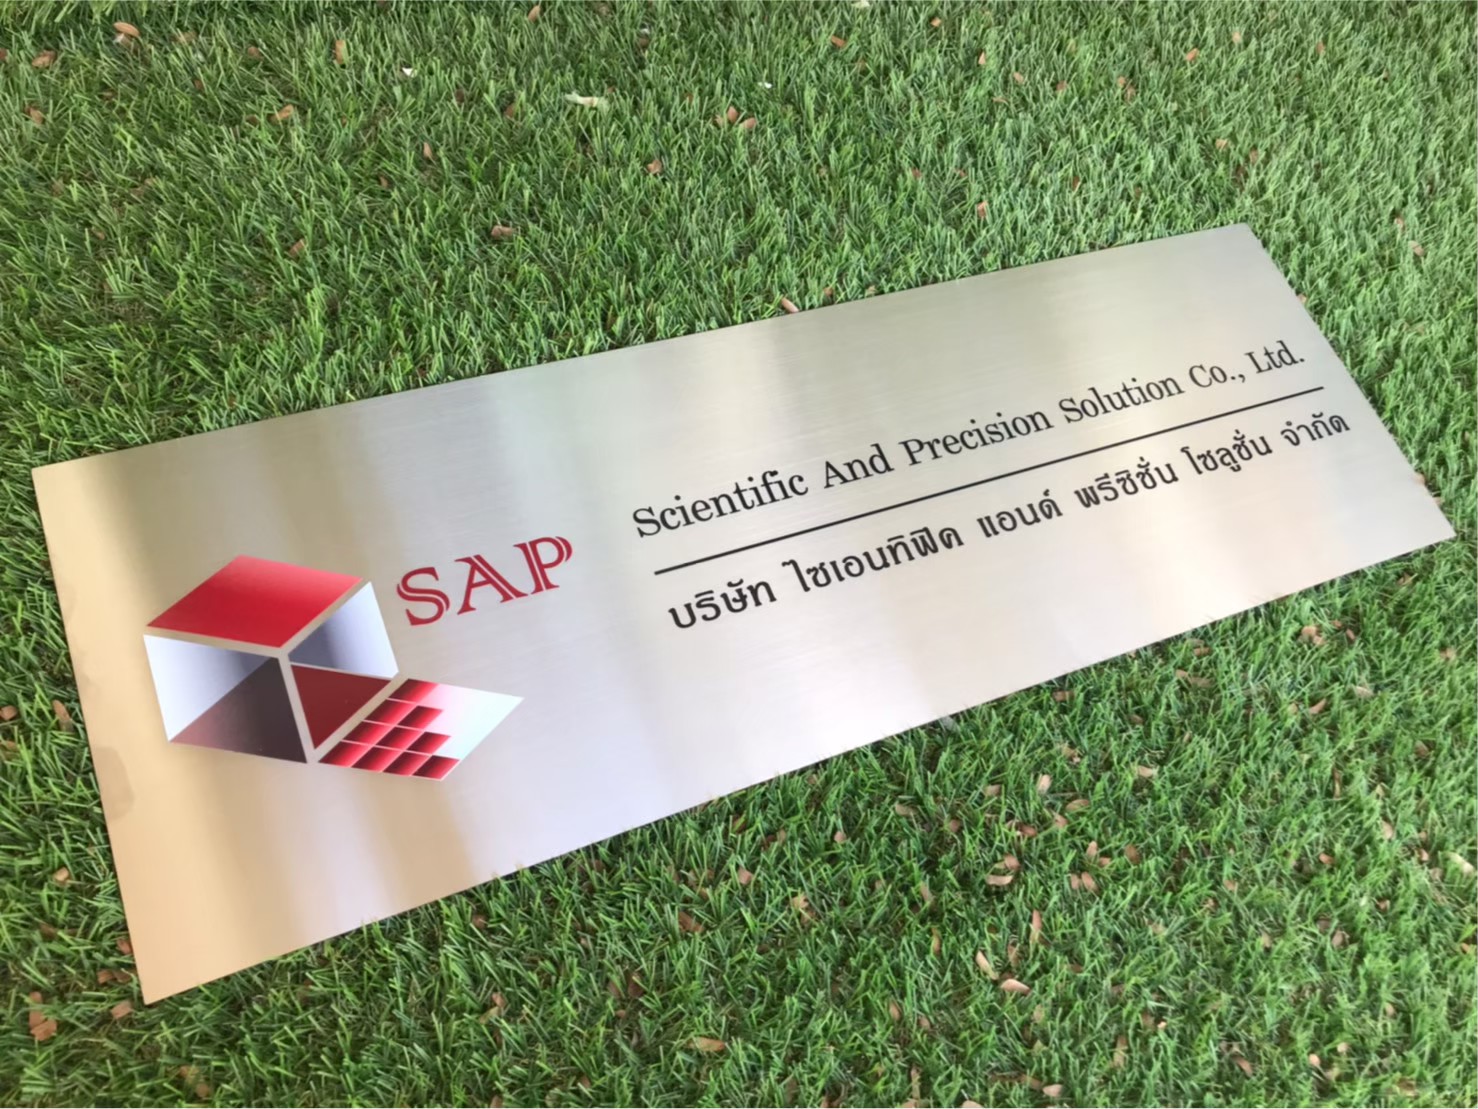 SAP
Scientific And Precision Solution Co., Ltd.
บริษัท ไซเอนทิฟิค แอนด์ พรีซิชั่น โซลูชั่น จำกัด